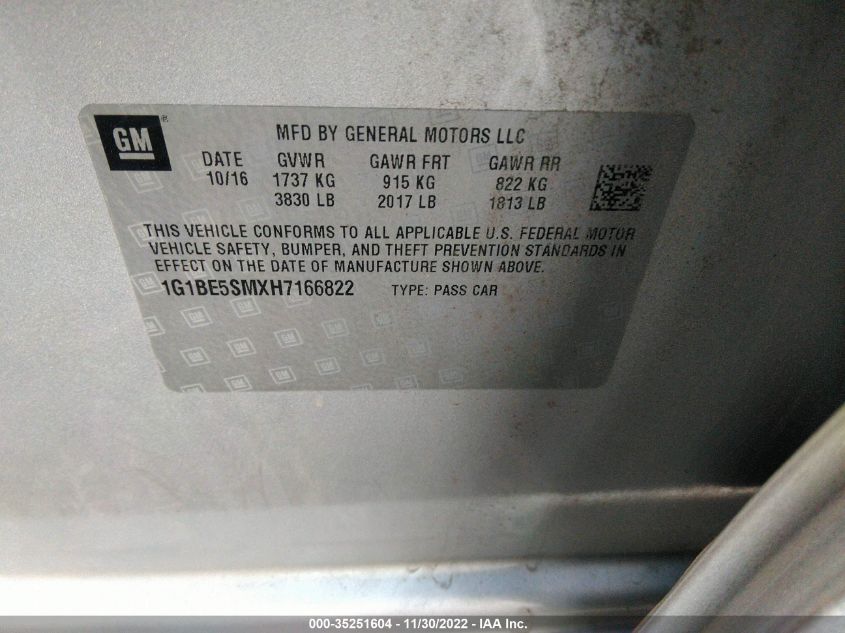 GM ®
MFD BY GENERAL MOTORS LLC
DATE GVWR GAWR FRT GAWR RR
10/16 1737 KG 915 KG 822 KG
3830 LB 2017 LB 1813 LB
THIS VEHICLE CONFORMS TO ALL APPLICABLE U.S. FEDERAL MOTOR
VEHICLE SAFETY, BUMPER, AND THEFT PREVENTION STANDARDS IN
EFFECT ON THE DATE OF MANUFACTURE SHOWN ABOVE.
1G1BE5SMXH7166822 TYPE: PASS CAR
000-35251604 - 11/30/2022 - IAA Inc.